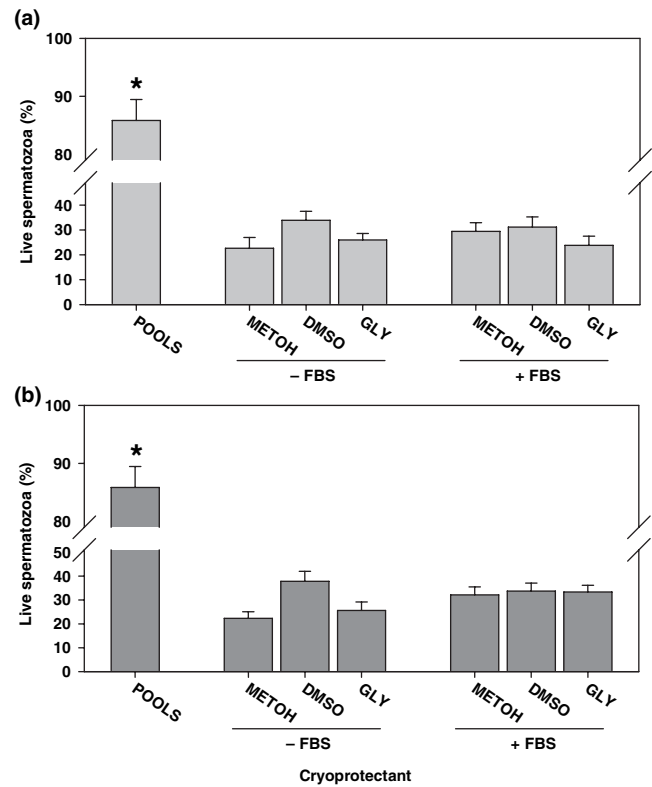 (a)
100
90
80
40
30
20
10
0
Live spermatozoa (%)
*
POOLS
METOH
DMSO
GLY
METOH
DMSO
GLY
– FBS
+ FBS
(b)
100
90
80
50
40
30
20
10
0
Live spermatozoa (%)
*
POOLS
METOH
DMSO
GLY
METOH
DMSO
GLY
– FBS
+ FBS
Cryoprotectant